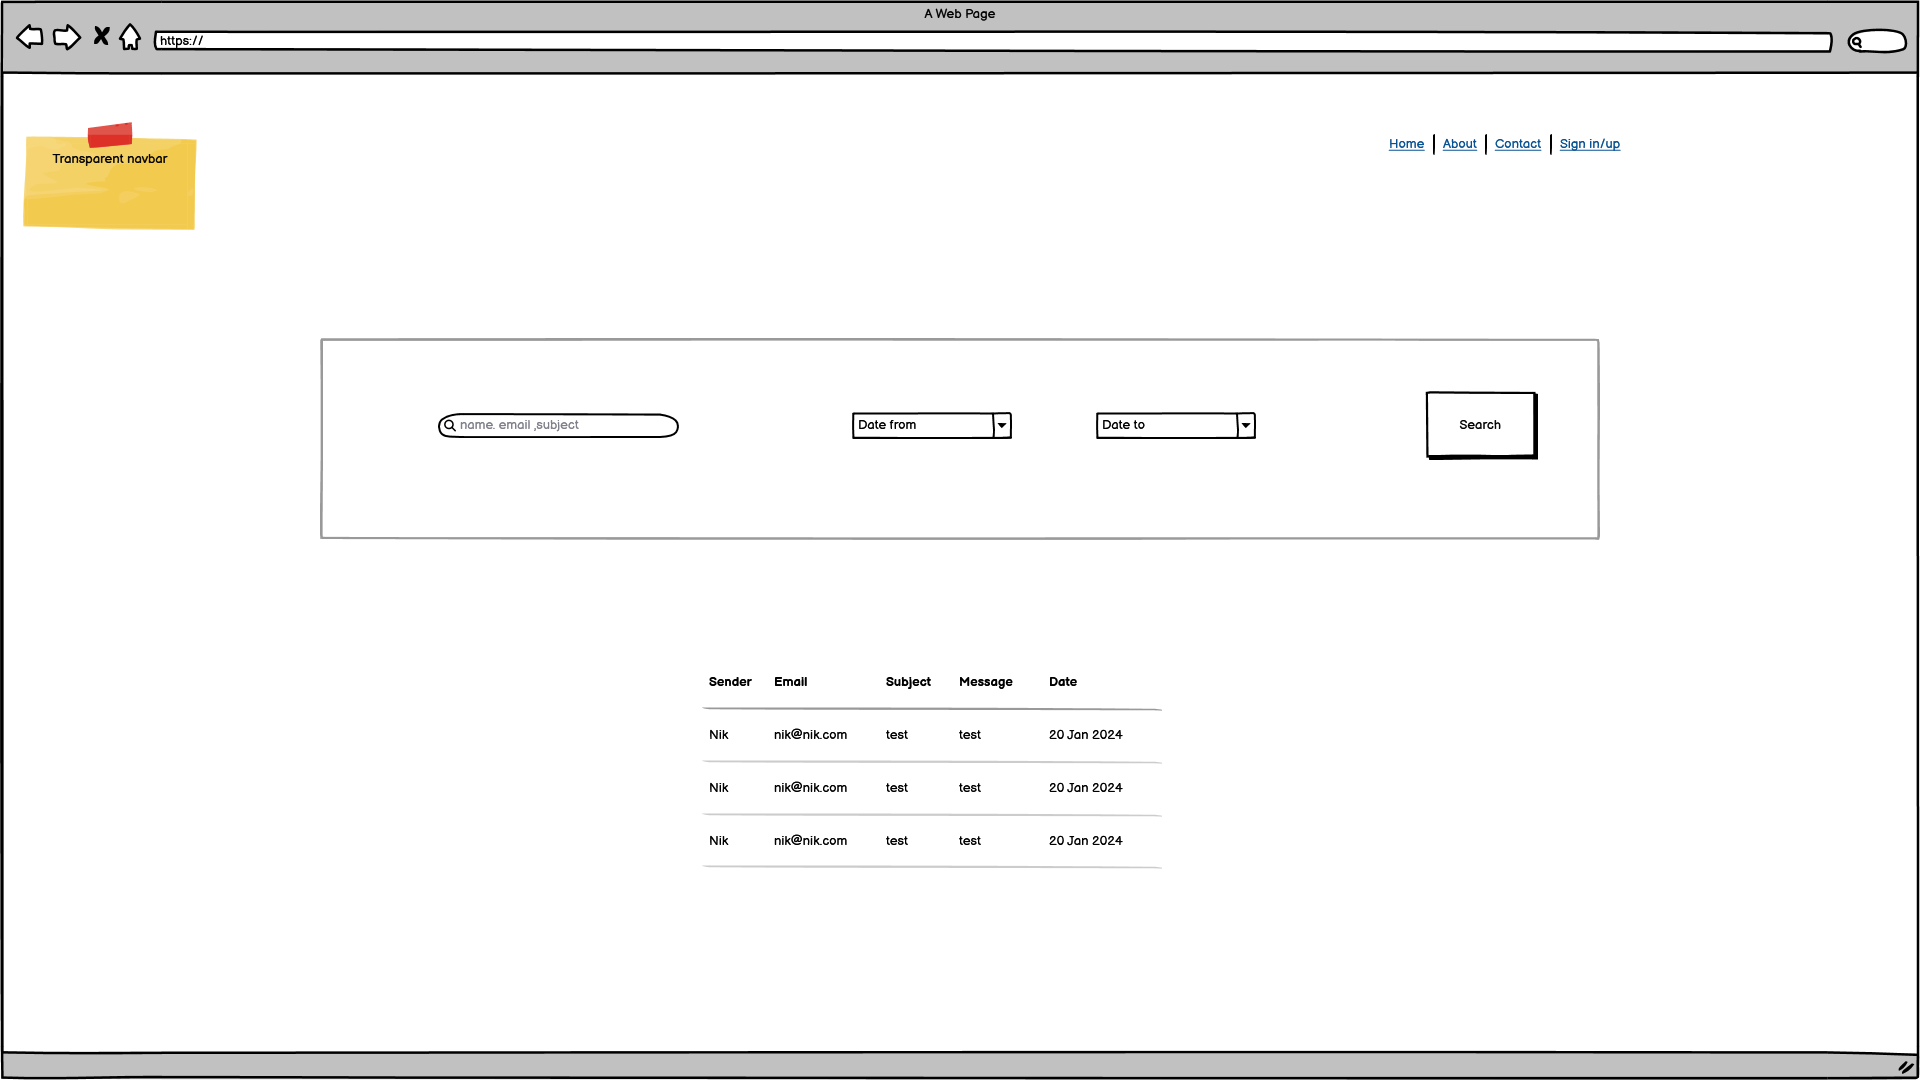 A Web Page
https://
Transparent navbar
Home About Contact Sign in/up
name. email ,subject Date from Date to Search
Sender Email Subject Message Date
Nik nik@nik.com test test 20 Jan 2024
Nik nik@nik.com test test 20 Jan 2024
Nik nik@nik.com test test 20 Jan 2024